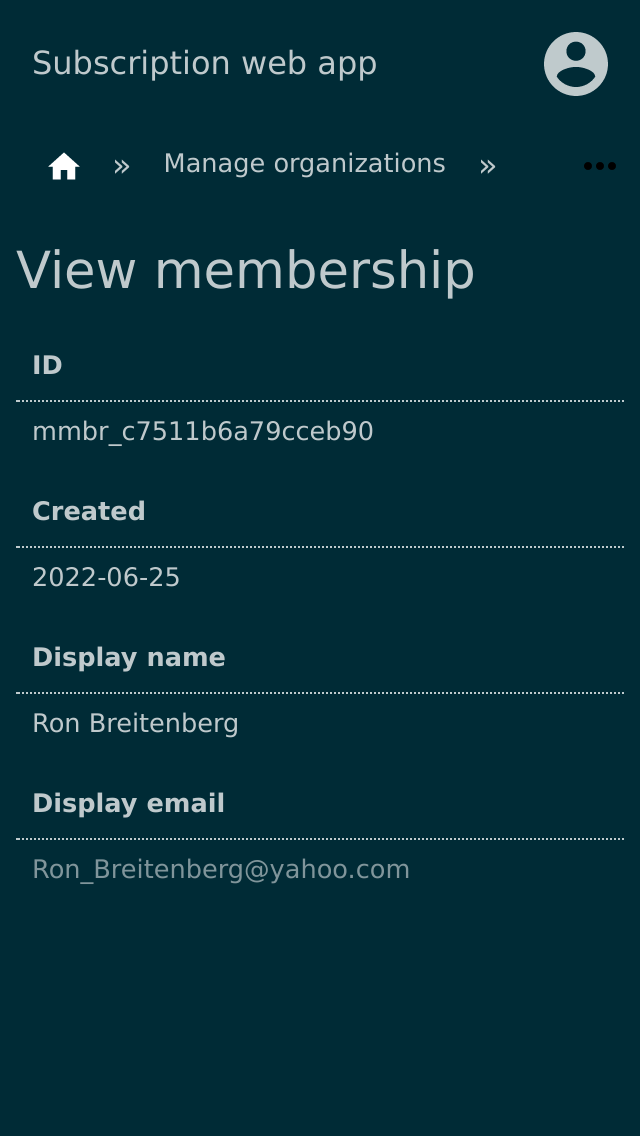 Subscription web app
» Manage organizations »
View membership
ID
mmbr_c7511b6a79cceb90
Created
2022-06-25
Display name
Ron Breitenberg
Display email
Ron_Breitenberg@yahoo.com